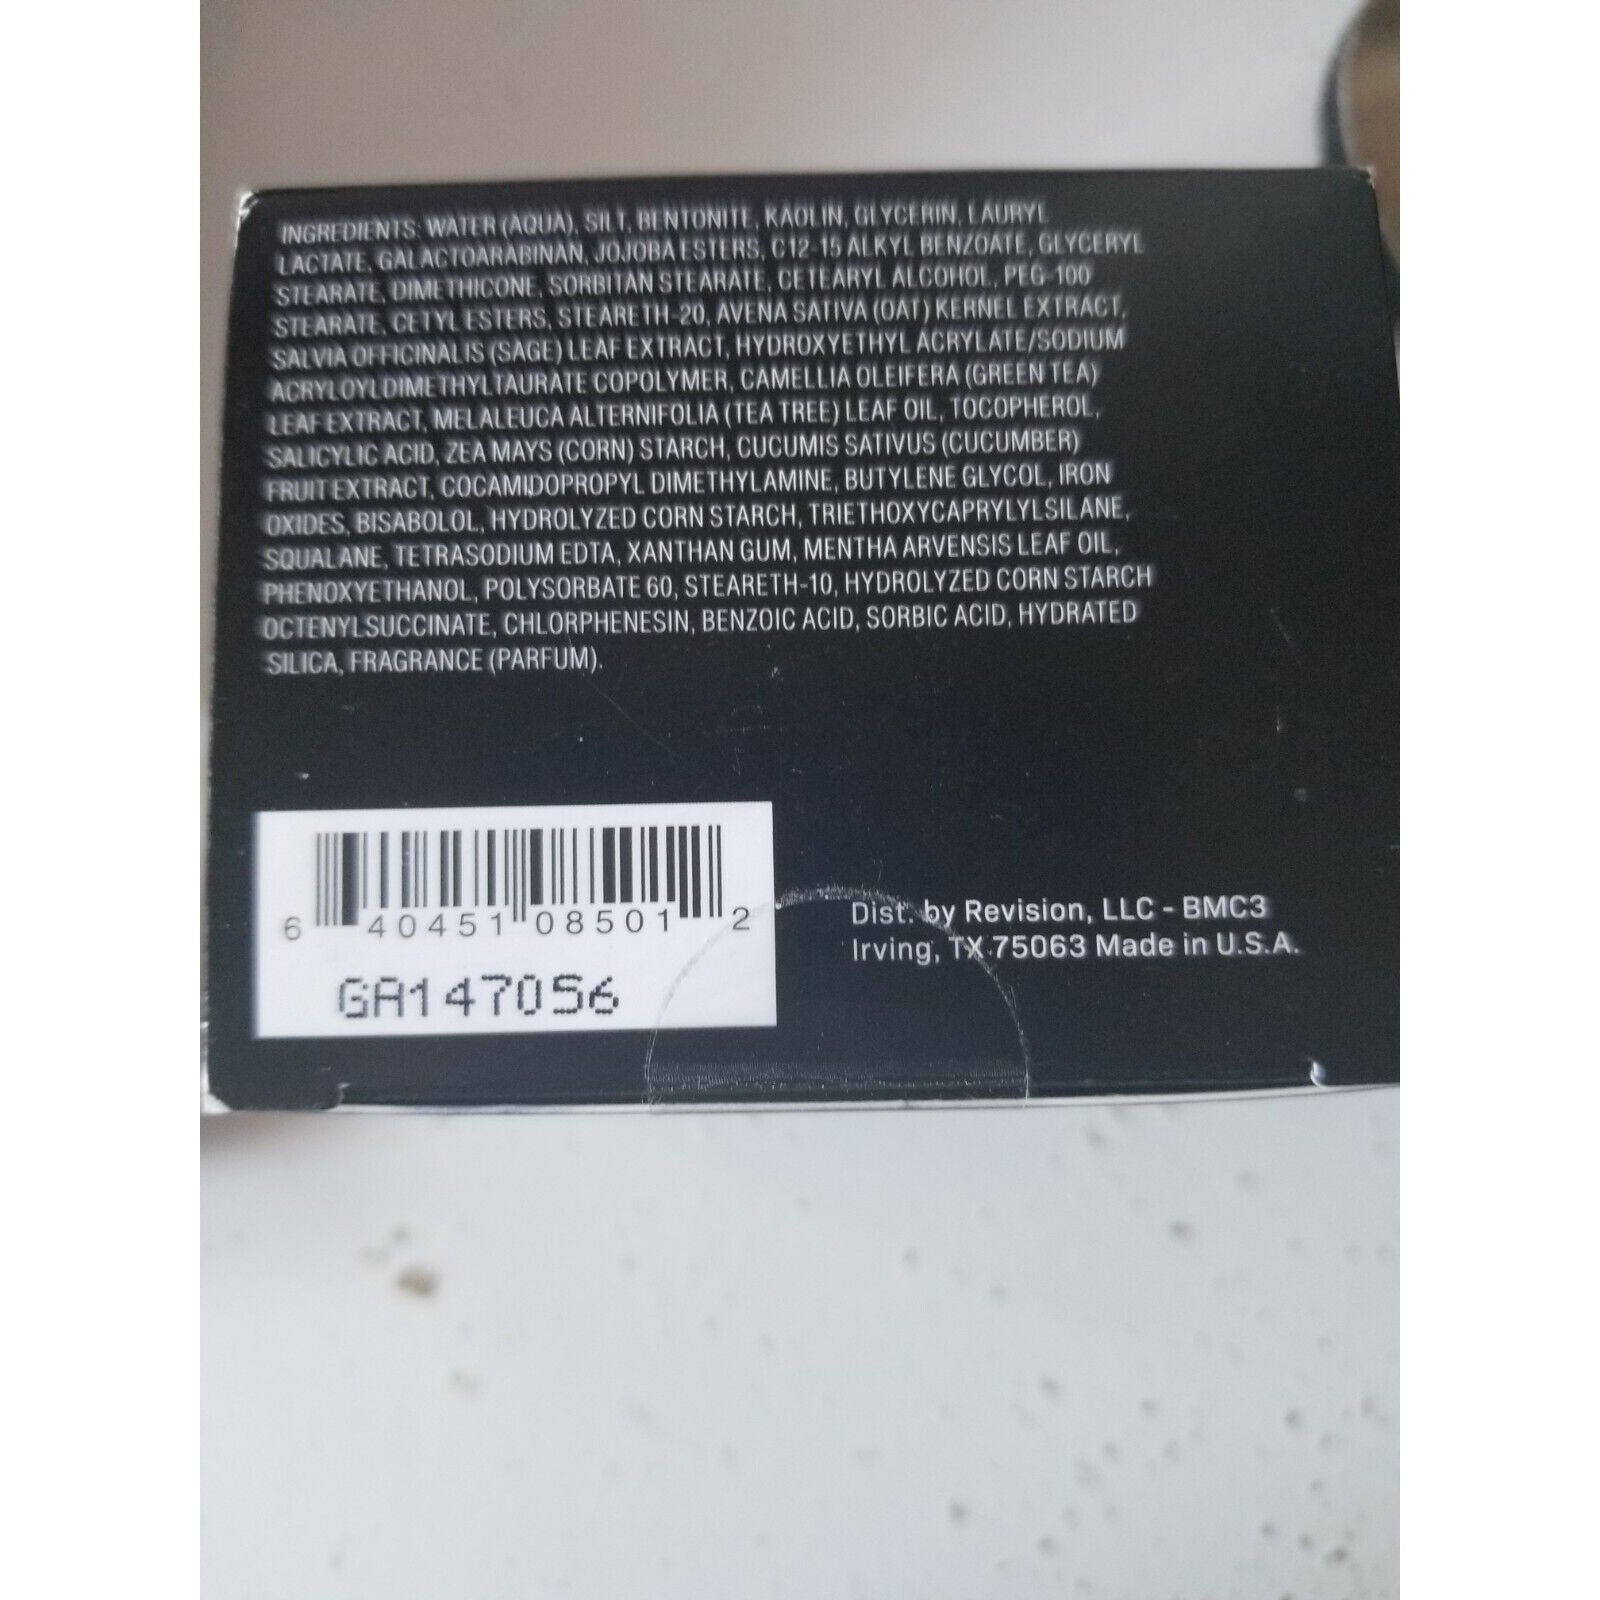 INGREDIENTS: WATER (AQUA), SILT, BENTONITE, KAOLIN, GLYCERIN, LAURYL
LACTATE, GALACTOARABINAN, JOJOBA ESTERS, C12-15 ALKYL BENZOATE, GLYCERYL
STEARATE, DIMETHICONE, SORBITAN STEARATE, CETEARYL ALCOHOL, PEG-100
STEARATE, CETYL ESTERS, STEARETH-20, AVENA SATIVA (OAT) KERNEL EXTRACT,
SALVIA OFFICINALIS (SAGE) LEAF EXTRACT, HYDROXYETHYL ACRYLATE/SODIUM
ACRYLOYLDIMETHYLTAURATE COPOLYMER, CAMELLIA OLEIFERA (GREEN TEA)
LEAF EXTRACT, MELALEUCA ALTERNIFOLIA (TEA TREE) LEAF OIL, TOCOPHEROL,
SALICYLIC ACID, ZEA MAYS (CORN) STARCH, CUCUMIS SATIVUS (CUCUMBER)
FRUIT EXTRACT, COCAMIDOPROPYL DIMETHYLAMINE, BUTYLENE GLYCOL, IRON
OXIDES, BISABOLOL, HYDROLYZED CORN STARCH, TRIETHOXYCAPRYLYLSILANE,
SQUALANE, TETRASODIUM EDTA, XANTHAN GUM, MENTHA ARVENSIS LEAF OIL,
PHENOXYETHANOL, POLYSORBATE 60, STEARETH-10, HYDROLYZED CORN STARCH
OCTENYLSUCCINATE, CHLORPHENESIN, BENZOIC ACID, SORBIC ACID, HYDRATED
SILICA, FRAGRANCE (PARFUM).
6 40451 08501 2
GA147056
Dist. by Revision, LLC - BMC3
Irving, TX 75063 Made in U.S.A.